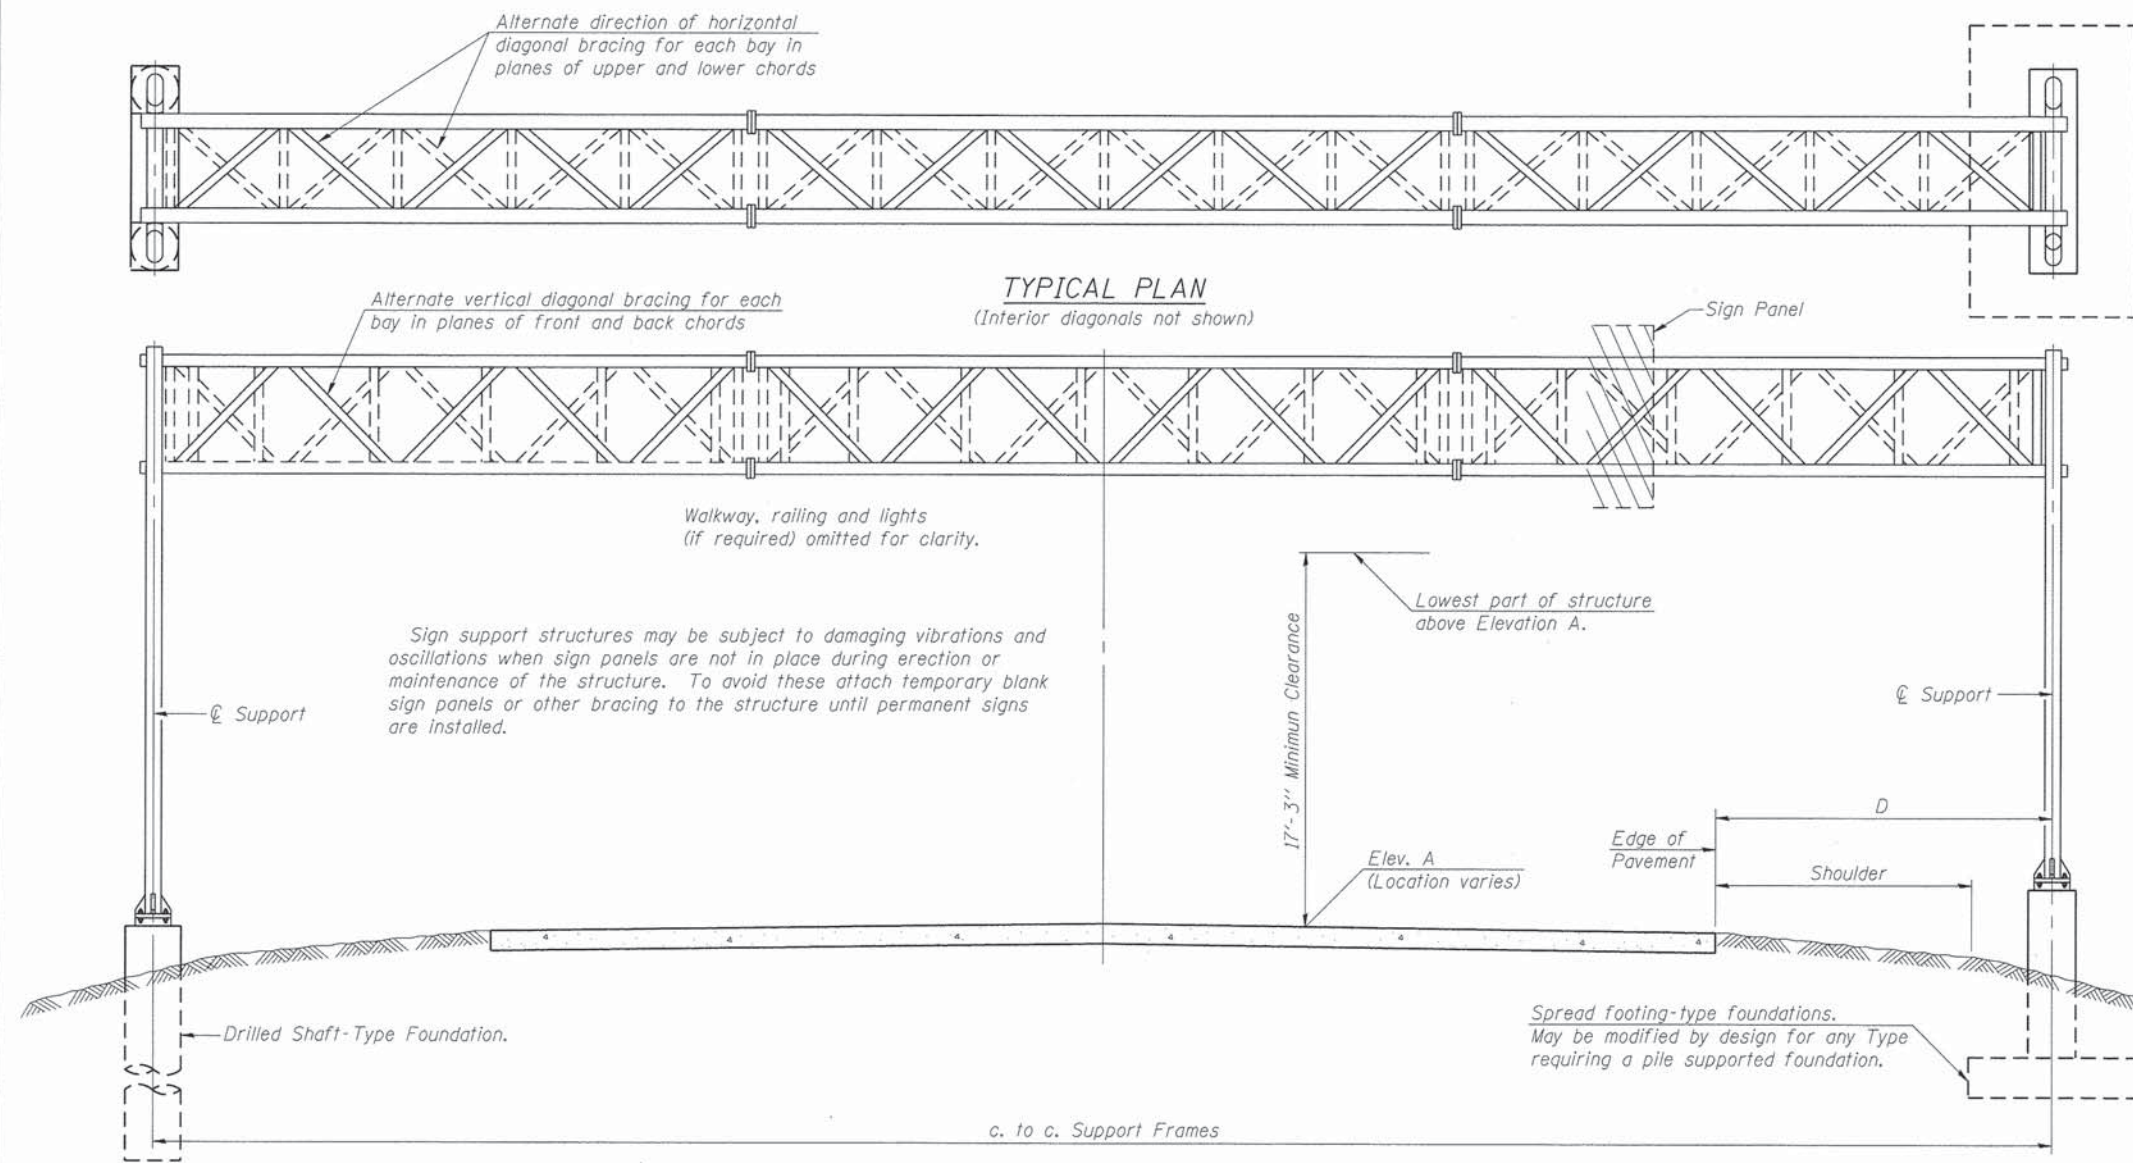 Alternate direction of horizontal
diagonal bracing for each bay in
planes of upper and lower chords
TYPICAL PLAN
(Interior diagonals not shown)
Alternate vertical diagonal bracing for each
bay in planes of front and back chords
Sign Panel
Walkway, railing and lights
(if required) omitted for clarity.
Lowest part of structure
above Elevation A.
Sign support structures may be subject to damaging vibrations and
oscillations when sign panels are not in place during erection or
maintenance of the structure. To avoid these attach temporary blank
sign panels or other bracing to the structure until permanent signs
are installed.
℄ Support
17'-3" Minimun Clearance
℄ Support
D
Edge of
Pavement
Shoulder
Elev. A
(Location varies)
Drilled Shaft-Type Foundation.
Spread footing-type foundations.
May be modified by design for any Type
requiring a pile supported foundation.
c. to c. Support Frames